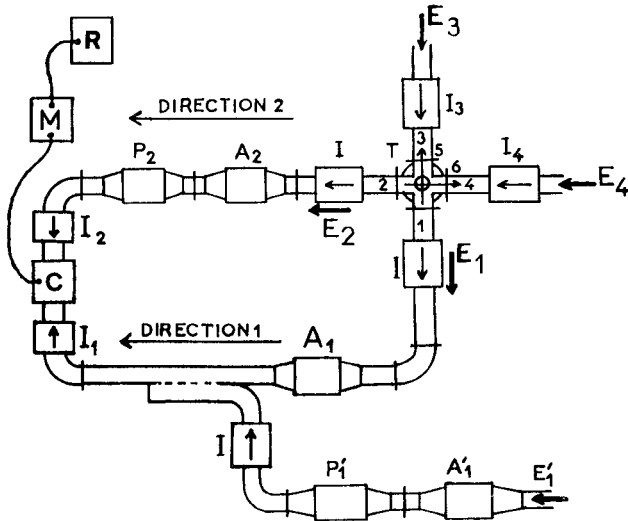 R
E3
M
DIRECTION 2
I3
P2
A2
I
T
3
5
6
I4
2
4
E4
I2
E2
1
C
I
E1
I1
DIRECTION 1
A1
I
P'1
A'1
E'1